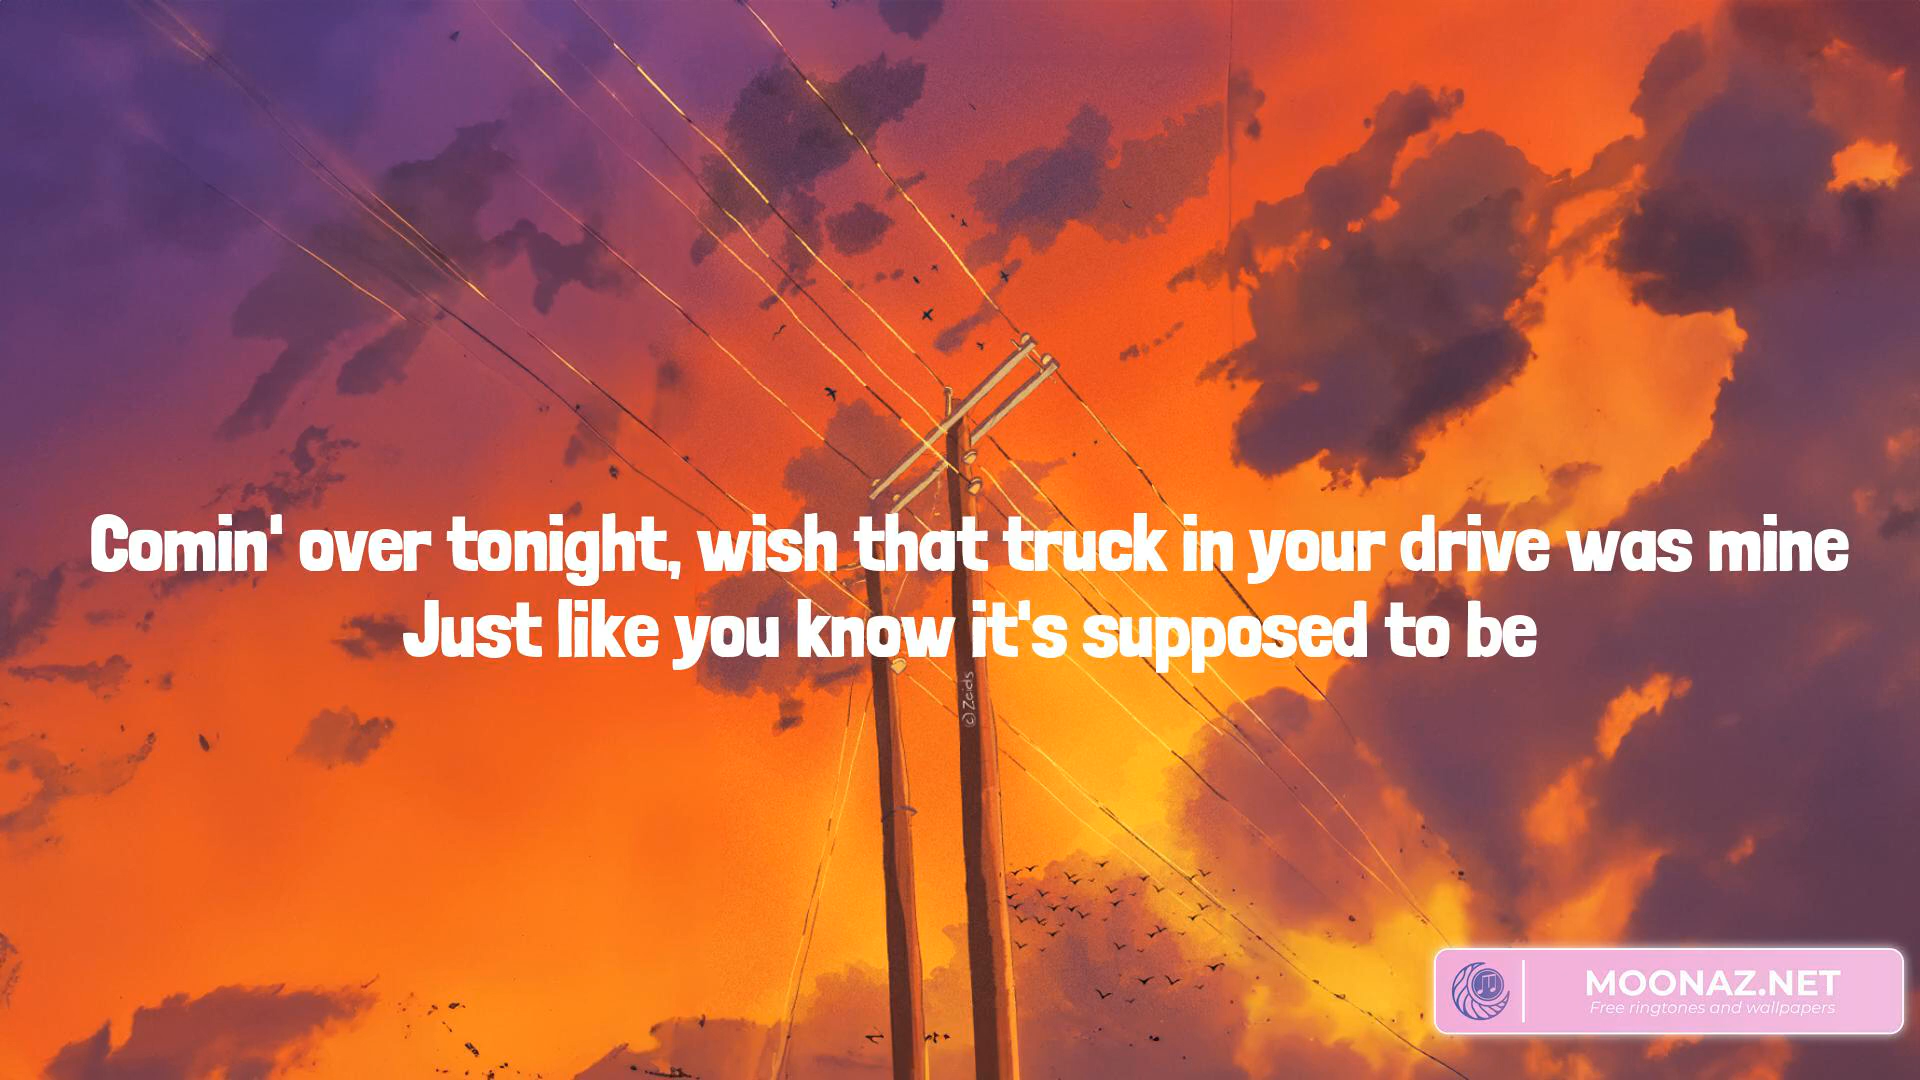 Comin' over tonight, wish that truck in your drive was mine
Just like you know it's supposed to be
(c) Zaids
MOONAZ.NET
Free ringtones and wallpapers